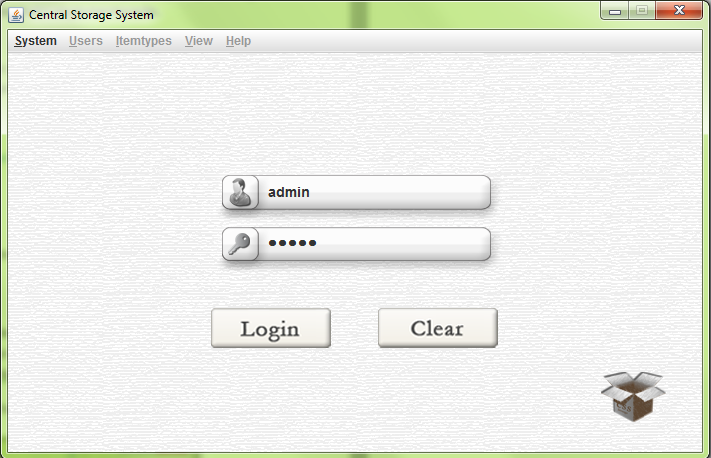 Central Storage System
System Users Itemtypes View Help
admin
●●●●●
Login Clear